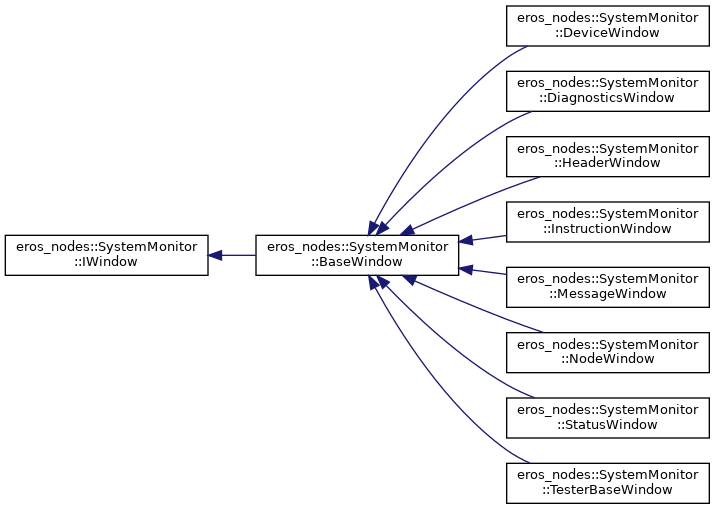 eros_nodes::SystemMonitor
::IWindow
eros_nodes::SystemMonitor
::BaseWindow
eros_nodes::SystemMonitor
::DeviceWindow
eros_nodes::SystemMonitor
::DiagnosticsWindow
eros_nodes::SystemMonitor
::HeaderWindow
eros_nodes::SystemMonitor
::InstructionWindow
eros_nodes::SystemMonitor
::MessageWindow
eros_nodes::SystemMonitor
::NodeWindow
eros_nodes::SystemMonitor
::StatusWindow
eros_nodes::SystemMonitor
::TesterBaseWindow